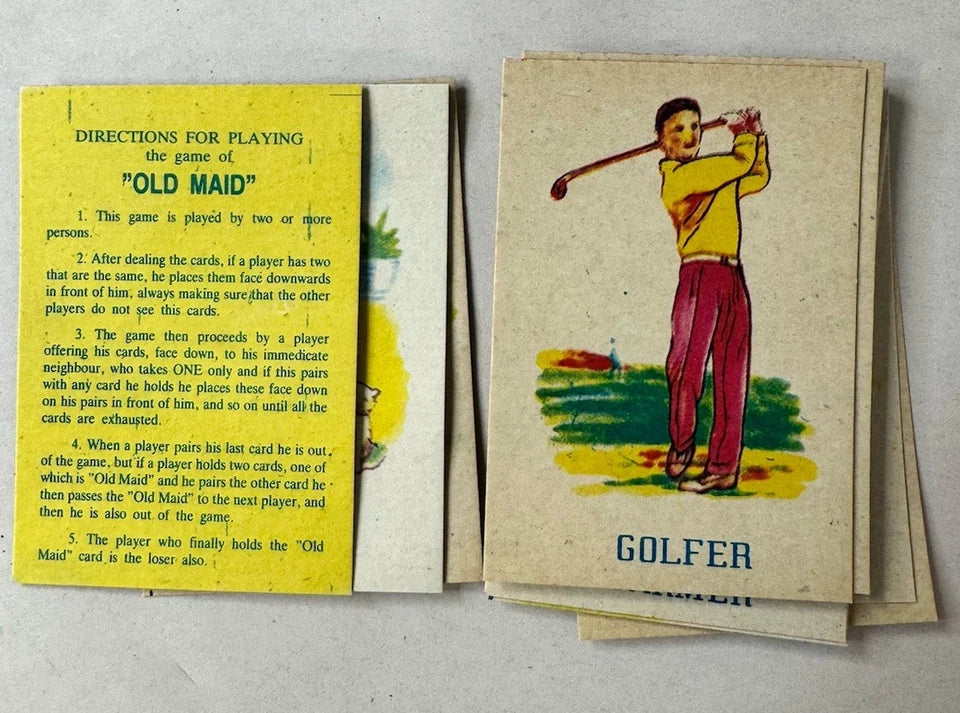 DIRECTIONS FOR PLAYING
the game of
"OLD MAID"
1. This game is played by two or more
persons.
2. After dealing the cards, if a player has two
that are the same, he places them face downwards
in front of him, always making sure that the other
players do not see this cards.
3. The game then proceeds by a player
offering his cards, face down, to his immedicate
neighbour, who takes ONE only and if this pairs
with any card he holds he places these face down
on his pairs in front of him, and so on until all the
cards are exhausted.
4. When a player pairs his last card he is out
of the game, but if a player holds two cards, one of
which is "Old Maid" and he pairs the other card he
then passes the "Old Maid" to the next player, and
then he is also out of the game.
5. The player who finally holds the "Old
Maid" card is the loser also.
GOLFER